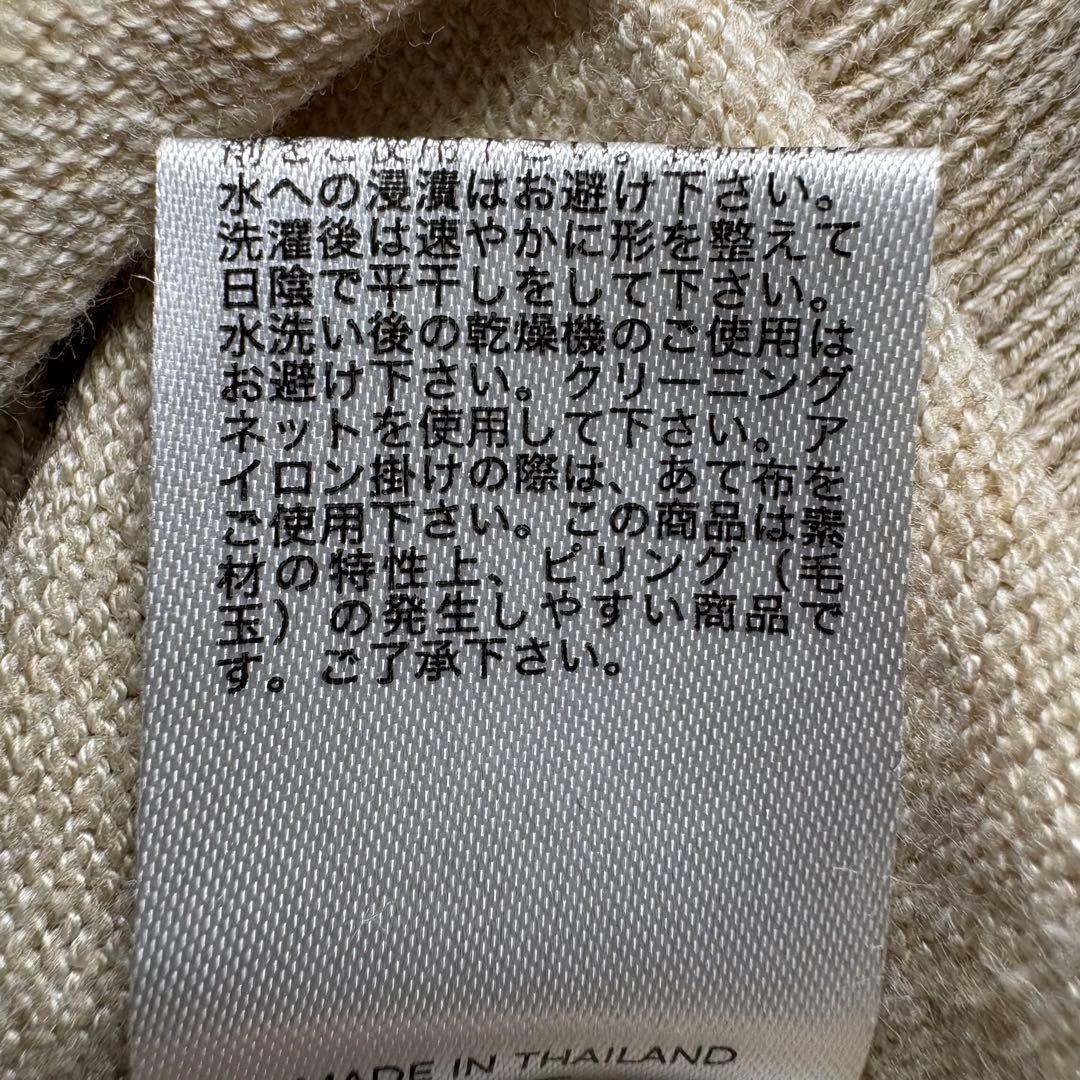 水への浸漬はお避け下さい。
洗濯後は速やかに形を整えて
日陰で平干しをして下さい。
水洗い後の乾燥機のご使用は
お避け下さい。クリーニング
ネットを使用して下さい。ア
イロン掛けの際は、あて布を
ご使用下さい。この商品は素
材の特性上、ピリング(毛
玉)の発生しやすい商品で
す。ご了承下さい。
MADE IN THAILAND